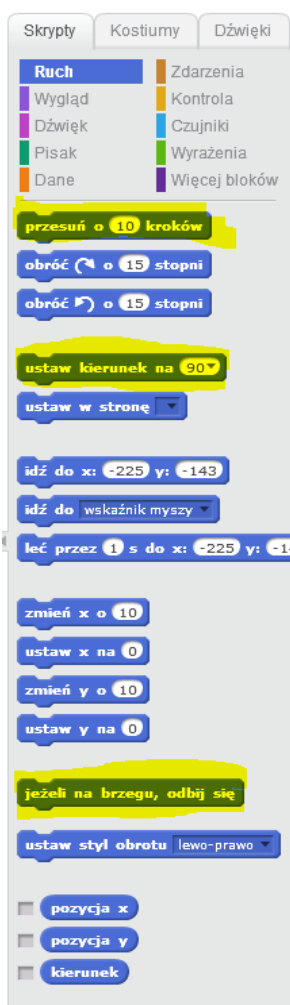 Skrypty Kostiumy Dźwięki
Ruch Zdarzenia
Wygląd Kontrola
Dźwięk Czujniki
Pisak Wyrażenia
Dane Więcej bloków
przesuń o 10 kroków
obróć o 15 stopni
obróć o 15 stopni
ustaw kierunek na 90
ustaw w stronę
idź do x: -225 y: -143
idź do wskaźnik myszy
leć przez 1 s do x: -225 y:
zmień x o 10
ustaw x na 0
zmień y o 10
ustaw y na 0
jeżeli na brzegu, odbij się
ustaw styl obrotu lewo-prawo
pozycja x
pozycja y
kierunek